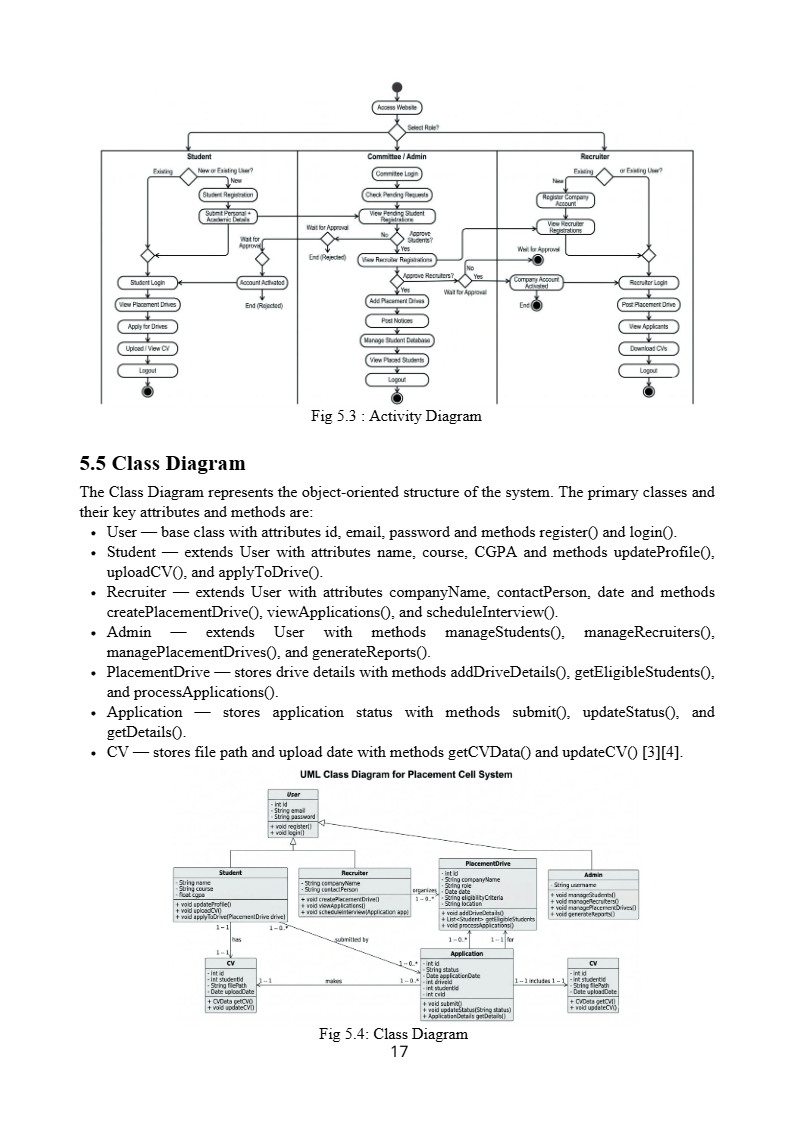 Access Website
Select Role?
Student
Committee / Admin
Recruiter
Existing
New or Existing User?
New
Student Registration
Submit Personal +
Academic Details
Wait for
Approval
Student Login
Account Activated
End (Rejected)
View Placement Drives
Apply for Drives
Upload / View CV
Logout
Committee Login
Check Pending Requests
View Pending Student
Registrations
Wait for Approval
No
Approve
Students?
Yes
End (Rejected)
View Recruiter Registrations
Approve Recruiters?
No
Yes
Yes
Wait for Approval
Add Placement Drives
Post Notices
Manage Student Database
View Placed Students
Logout
Existing
or Existing User?
New
Register Company
Account
View Recruiter
Registrations
Wait for Approval
Company Account
Activated
End
Recruiter Login
Post Placement Drive
View Applicants
Download CVs
Logout
Fig 5.3 : Activity Diagram
5.5 Class Diagram
The Class Diagram represents the object-oriented structure of the system. The primary classes and
their key attributes and methods are:
• User — base class with attributes id, email, password and methods register() and login().
• Student — extends User with attributes name, course, CGPA and methods updateProfile(),
uploadCV(), and applyToDrive().
• Recruiter — extends User with attributes companyName, contactPerson, date and methods
createPlacementDrive(), viewApplications(), and scheduleInterview().
• Admin — extends User with methods manageStudents(), manageRecruiters(),
managePlacementDrives(), and generateReports().
• PlacementDrive — stores drive details with methods addDriveDetails(), getEligibleStudents(),
and processApplications().
• Application — stores application status with methods submit(), updateStatus(), and
getDetails().
• CV — stores file path and upload date with methods getCVData() and updateCV() [3][4].
UML Class Diagram for Placement Cell System
User
- int id
- String email
- String password
+ void register()
+ void login()
Student
- String name
- String course
- float cgpa
+ void updateProfile()
+ void uploadCV()
+ void applyToDrive(PlacementDrive drive)
Recruiter
- String companyName
- String contactPerson
+ void createPlacementDrive()
+ void viewApplications()
+ void scheduleInterview(Application app)
organizes
1–0..*
PlacementDrive
- int id
- String companyName
- String role
- Date date
- String eligibilityCriteria
- String location
+ void addDriveDetails()
+ List<Student> getEligibleStudents
+ void processApplications()
Admin
- String username
+ void manageStudents()
+ void manageRecruiters()
+ void managePlacementDrives()
+ void generateReports()
1–1
1–0..*
has
submitted by
1–0..*
1–1 for
1–1
CV
- int id
- int studentId
- String filePath
- Date uploadDate
+ CVData getCV()
+ void updateCV()
1–1
makes
1–0..*
1–0..*
Application
- int id
- String status
- Date applicationDate
- int driveId
- int studentId
- int cvId
+ void submit()
+ void updateStatus(String status)
+ ApplicationDetails getDetails()
1–1 includes 1–1
CV
- int id
- int studentId
- String filePath
- Date uploadDate
+ CVData getCV()
+ void updateCV()
Fig 5.4: Class Diagram
17